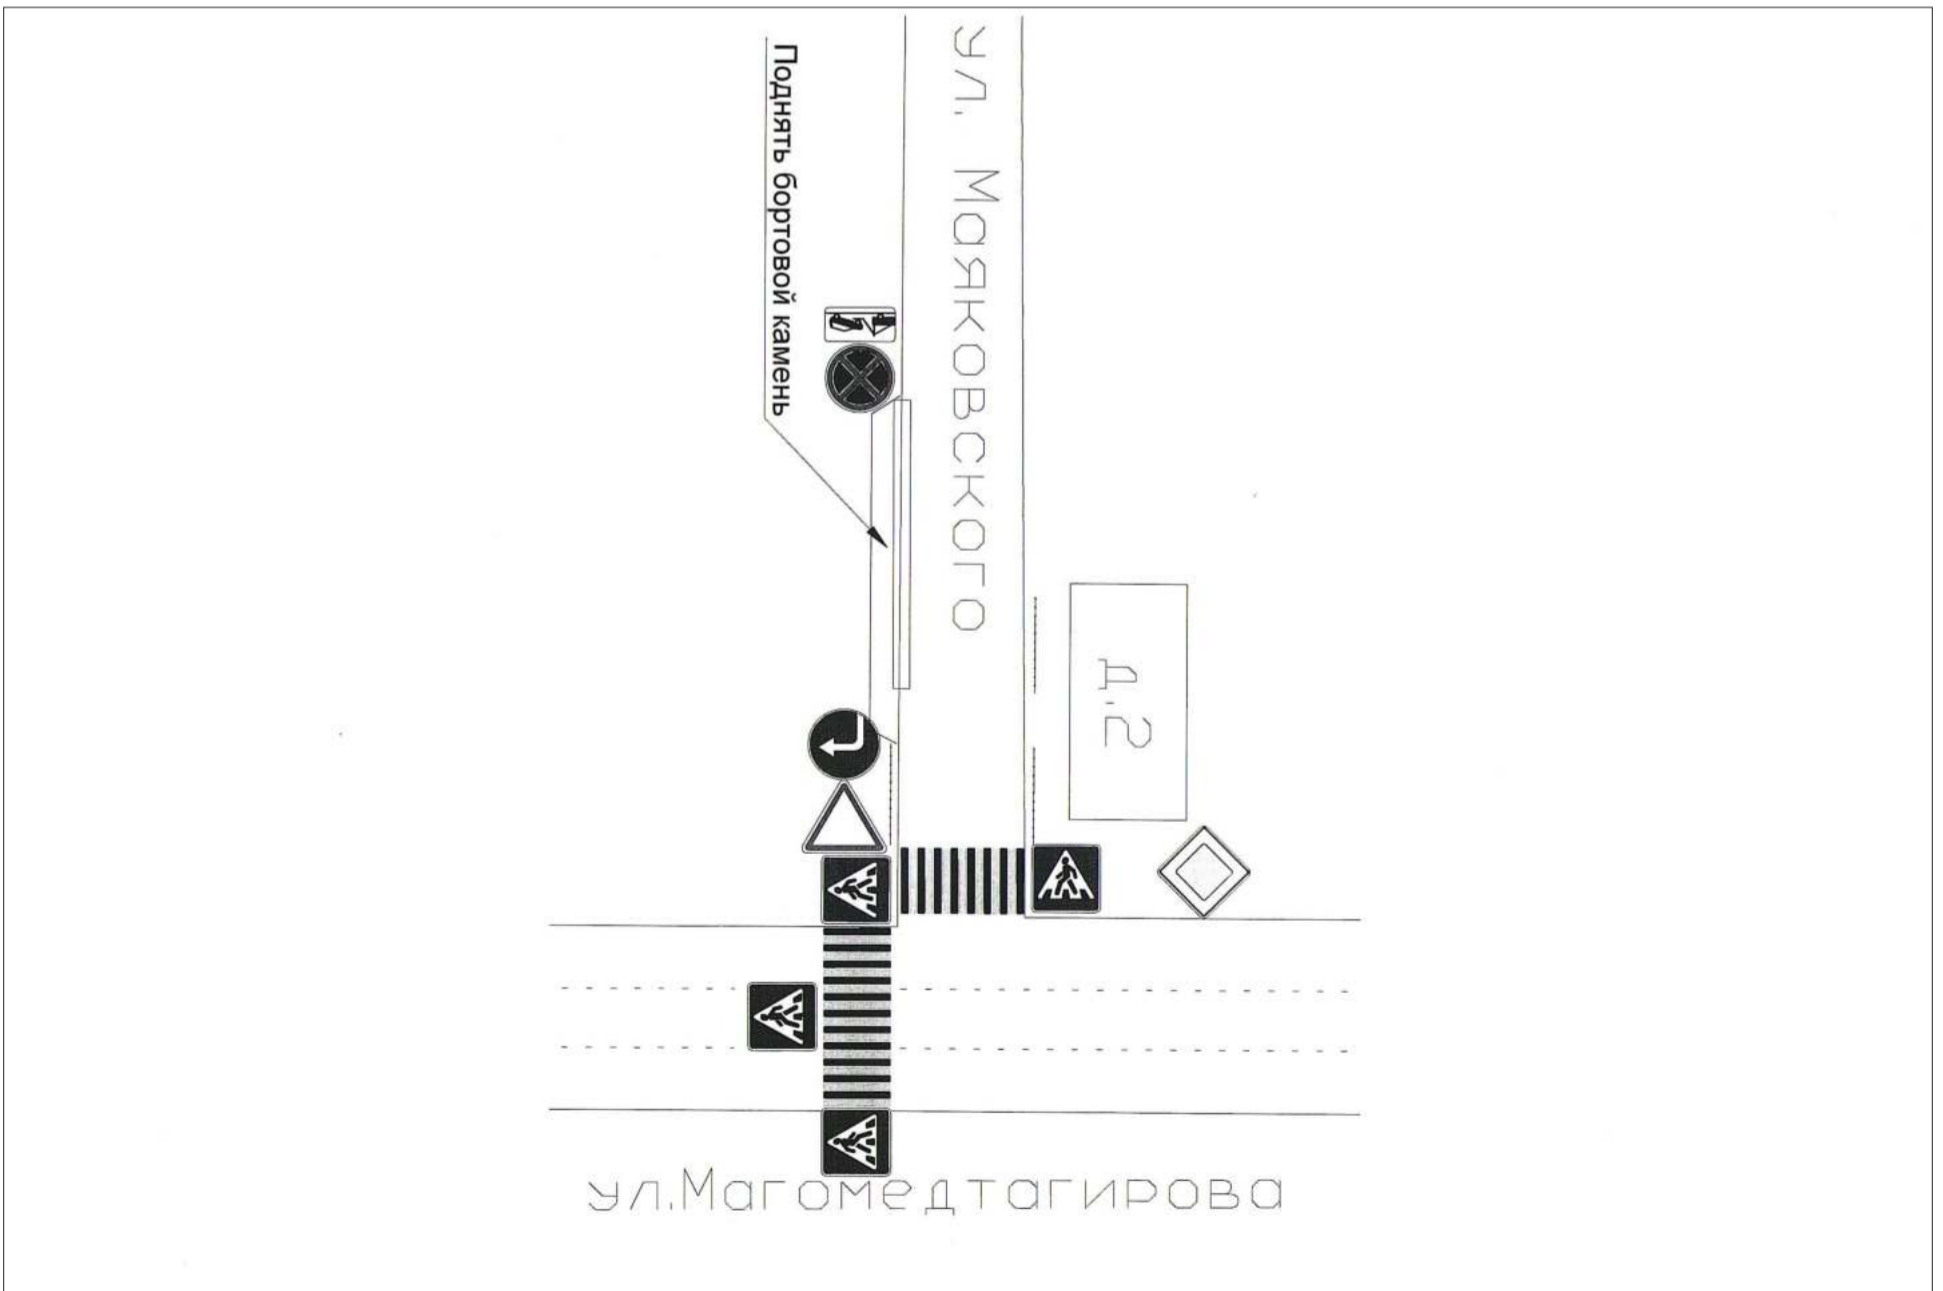 Поднять бортовой камень
ул. Маяковского
д.2
ул.Магомедтагирова